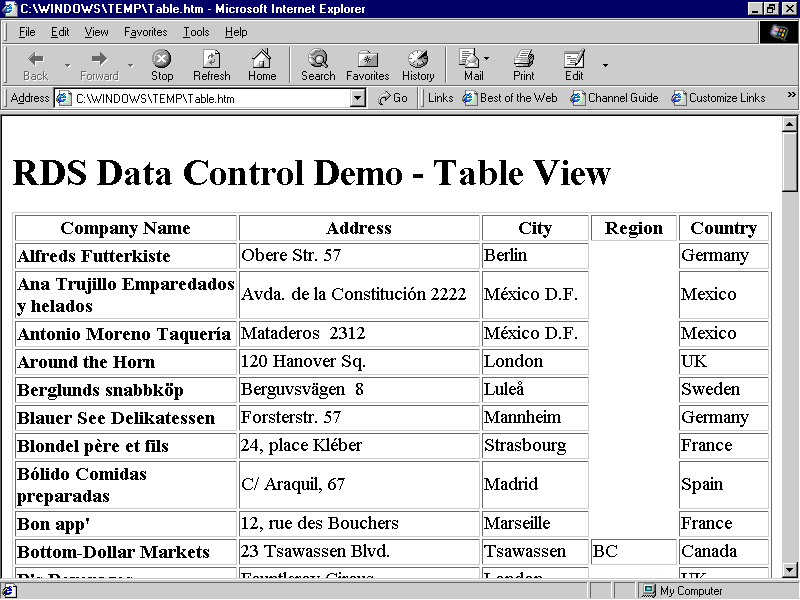 C:\WINDOWS\TEMP\Table.htm - Microsoft Internet Explorer
File Edit View Favorites Tools Help
Back Forward Stop Refresh Home Search Favorites History Mail Print Edit
Address C:\WINDOWS\TEMP\Table.htm Go Links Best of the Web Channel Guide Customize Links »
RDS Data Control Demo - Table View
Company Name Address City Region Country
Alfreds Futterkiste Obere Str. 57 Berlin Germany
Ana Trujillo Emparedados
y helados Avda. de la Constitución 2222 México D.F. Mexico
Antonio Moreno Taquería Mataderos  2312 México D.F. Mexico
Around the Horn 120 Hanover Sq. London UK
Berglunds snabbköp Berguvsvägen  8 Luleå Sweden
Blauer See Delikatessen Forsterstr. 57 Mannheim Germany
Blondel père et fils 24, place Kléber Strasbourg France
Bólido Comidas
preparadas C/ Araquil, 67 Madrid Spain
Bon app' 12, rue des Bouchers Marseille France
Bottom-Dollar Markets 23 Tsawassen Blvd. Tsawassen BC Canada
My Computer